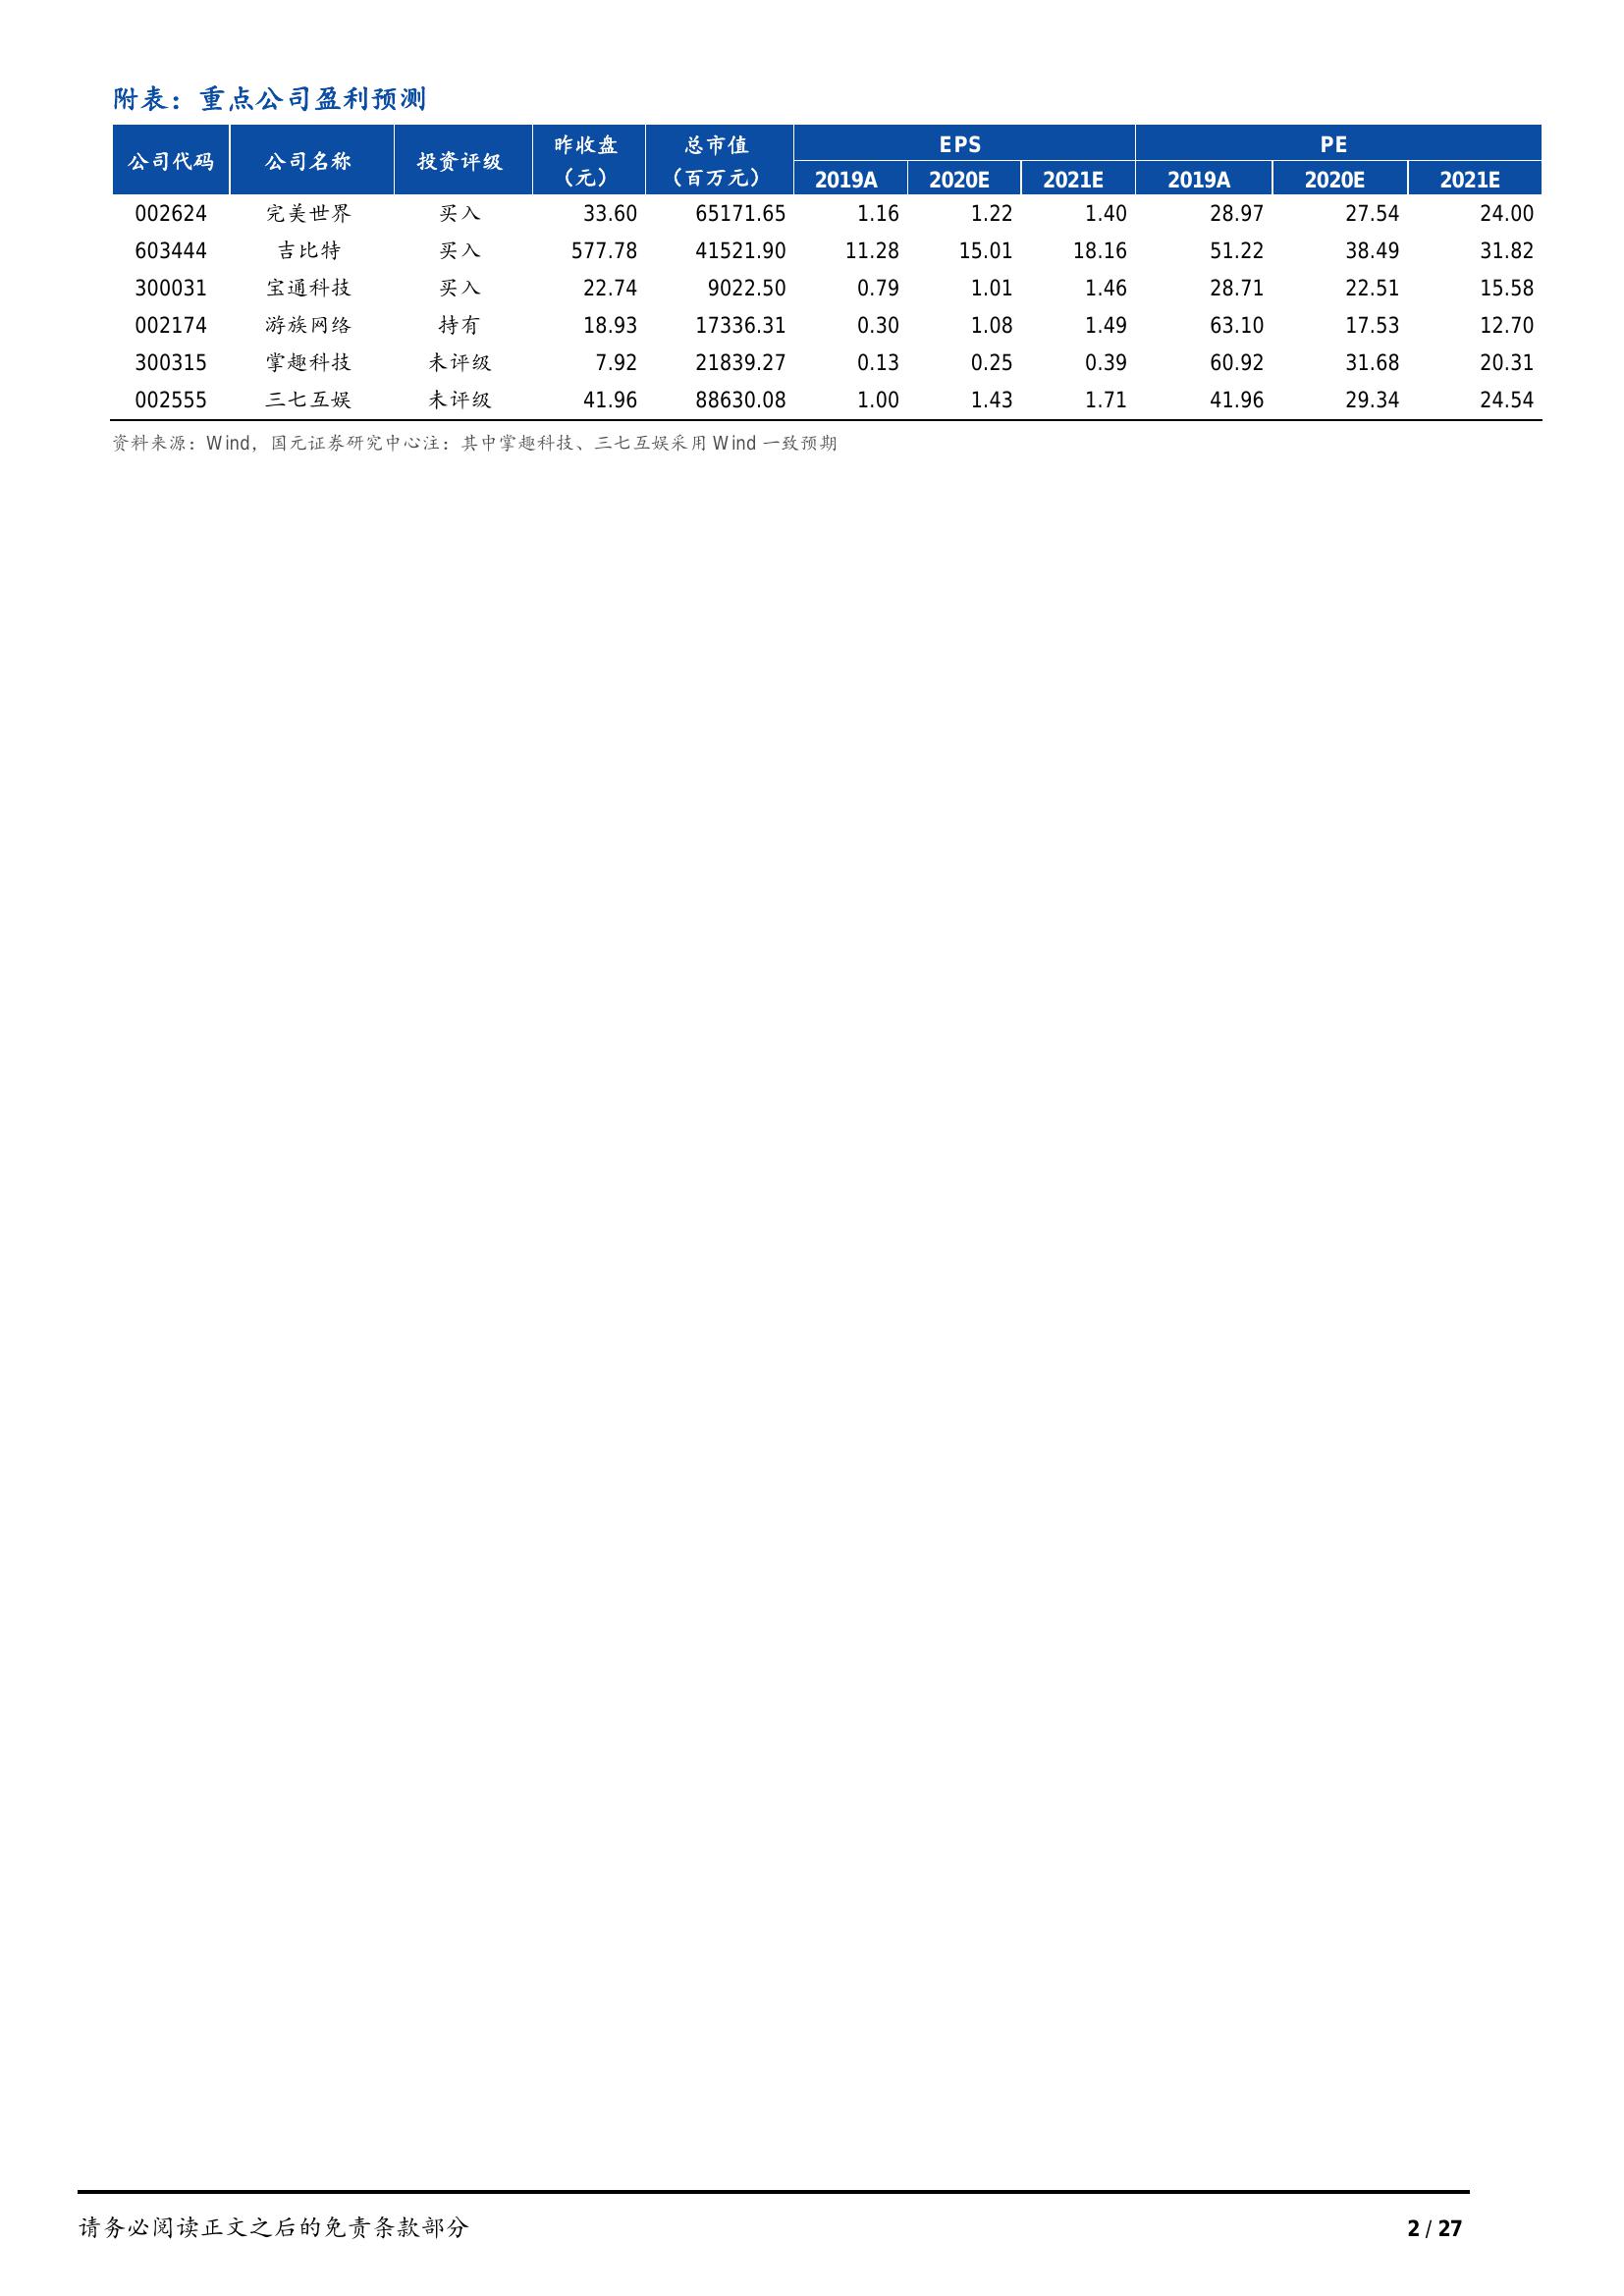 附表：重点公司盈利预测
公司代码 公司名称 投资评级 昨收盘（元） 总市值（百万元） EPS PE
2019A 2020E 2021E 2019A 2020E 2021E
002624 完美世界 买入 33.60 65171.65 1.16 1.22 1.40 28.97 27.54 24.00
603444 吉比特 买入 577.78 41521.90 11.28 15.01 18.16 51.22 38.49 31.82
300031 宝通科技 买入 22.74 9022.50 0.79 1.01 1.46 28.71 22.51 15.58
002174 游族网络 持有 18.93 17336.31 0.30 1.08 1.49 63.10 17.53 12.70
300315 掌趣科技 未评级 7.92 21839.27 0.13 0.25 0.39 60.92 31.68 20.31
002555 三七互娱 未评级 41.96 88630.08 1.00 1.43 1.71 41.96 29.34 24.54
资料来源：Wind，国元证券研究中心注：其中掌趣科技、三七互娱采用 Wind 一致预期
请务必阅读正文之后的免责条款部分 2 / 27